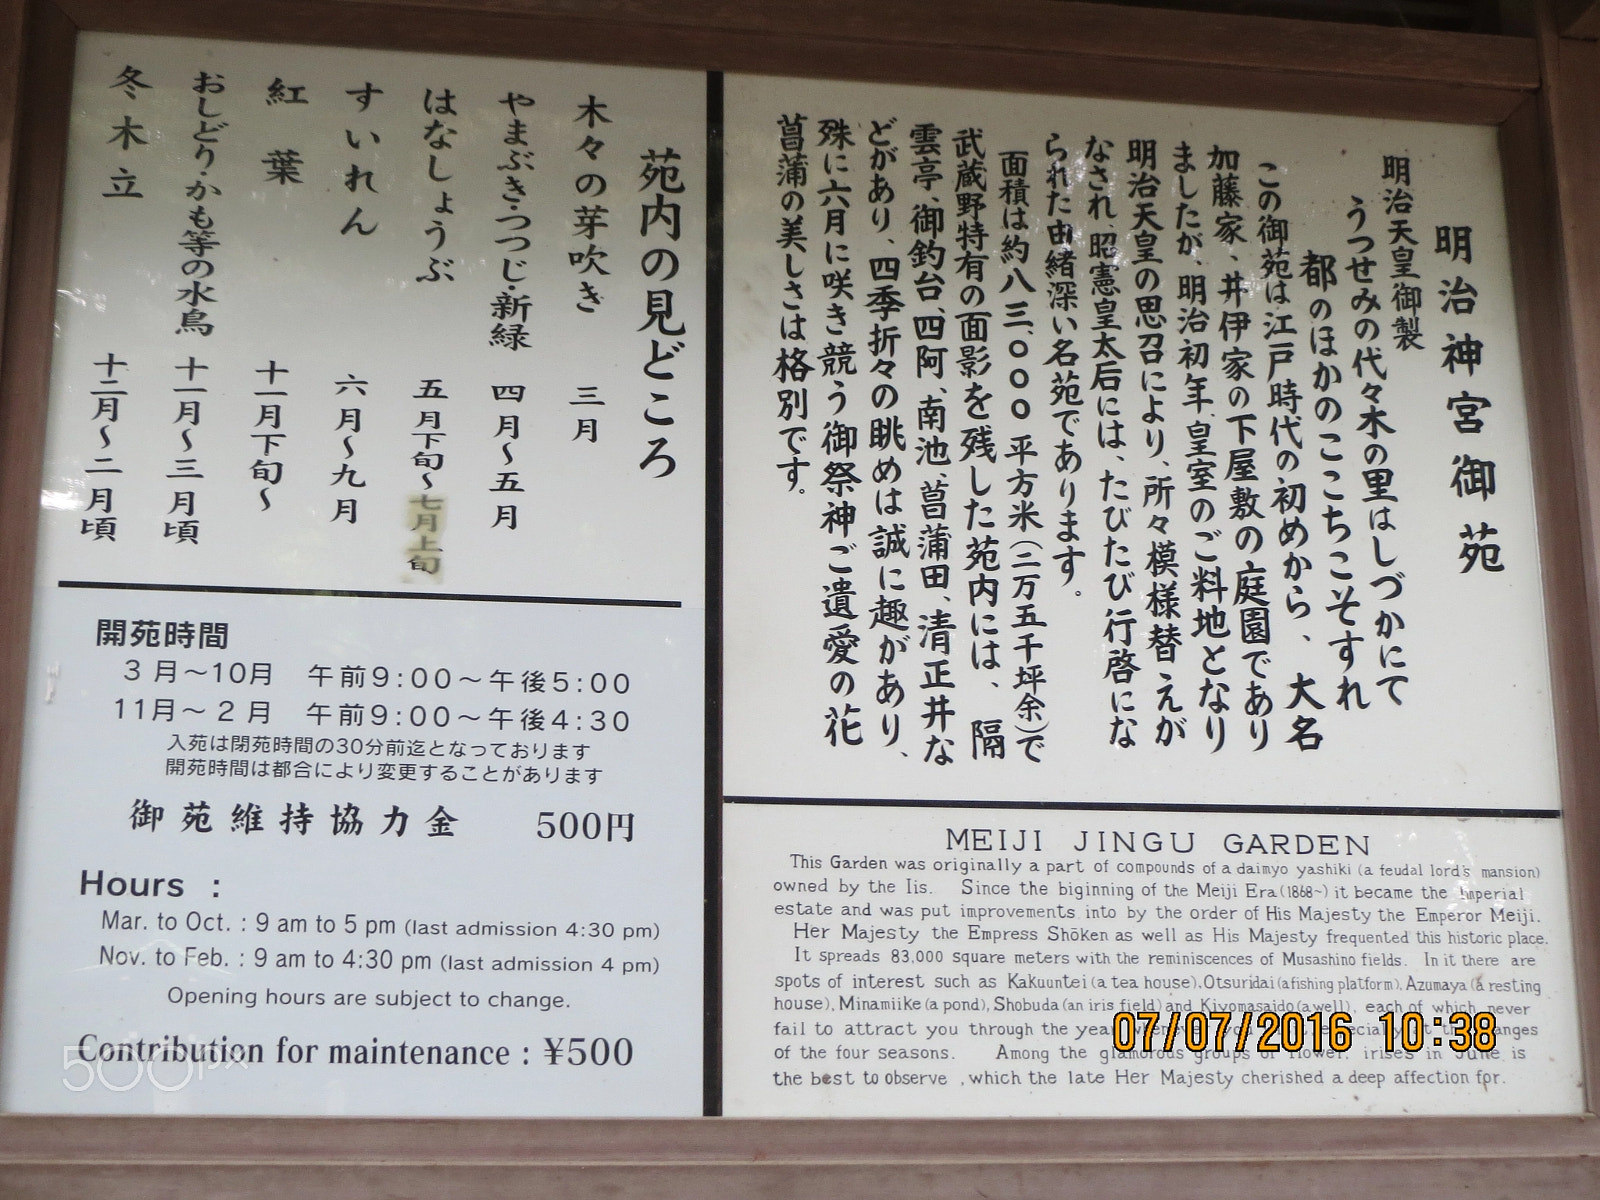 明治神宮御苑
明治天皇御製
うつせみの代々木の里はしづかにて
都のほかのここちこそすれ
この御苑は江戸時代の初めから、大名
加藤家、井伊家の下屋敷の庭園であり
ましたが、明治初年、皇室のご料地となり
明治天皇の思召により、所々模様替えが
なされ、昭憲皇太后には、たびたび行啓にな
られた由緒深い名苑であります。
面積は約八三、〇〇〇平方米(二万五千坪余)で
武蔵野特有の面影を残した苑内には、隔
雲亭、御釣台、四阿、南池、菖蒲田、清正井な
どがあり、四季折々の眺めは誠に趣があり、
殊に六月に咲き競う御祭神ご遺愛の花
菖蒲の美しさは格別です。
苑内の見どころ
木々の芽吹き 三月
やまぶき・つつじ・新緑 四月〜五月
はなしょうぶ 五月下旬〜七月上旬
すいれん 六月〜九月
紅葉 十一月下旬〜
おしどり・かも等の水鳥 十一月〜三月頃
冬木立 十二月〜二月頃
開苑時間
3月〜10月 午前9:00〜午後5:00
11月〜2月 午前9:00〜午後4:30
入苑は閉苑時間の30分前迄となっております
開苑時間は都合により変更することがあります
御苑維持協力金 500円
Hours :
Mar. to Oct. : 9 am to 5 pm (last admission 4:30 pm)
Nov. to Feb. : 9 am to 4:30 pm (last admission 4 pm)
Opening hours are subject to change.
Contribution for maintenance : ¥500
MEIJI JINGU GARDEN
This Garden was originally a part of compounds of a daimyo yashiki (a feudal lord's mansion)
owned by the Iis. Since the biginning of the Meiji Era (1868~) it became the Imperial
estate and was put improvements into by the order of His Majesty the Emperor Meiji.
Her Majesty the Empress Shōken as well as His Majesty frequented this historic place.
It spreads 83,000 square meters with the reminiscences of Musashino fields. In it there are
spots of interest such as Kakuuntei (a tea house), Otsuridai (a fishing platform), Azumaya (a resting
house), Minamiike (a pond), Shobuda (an iris field) and Kiyomasaido (a well), each of which never
fail to attract you through the year whenever you especially at the changes
of the four seasons. Among the glamorous groups of flower, irises in June is
the best to observe, which the late Her Majesty cherished a deep affection for.
07/07/2016 10:38
500px